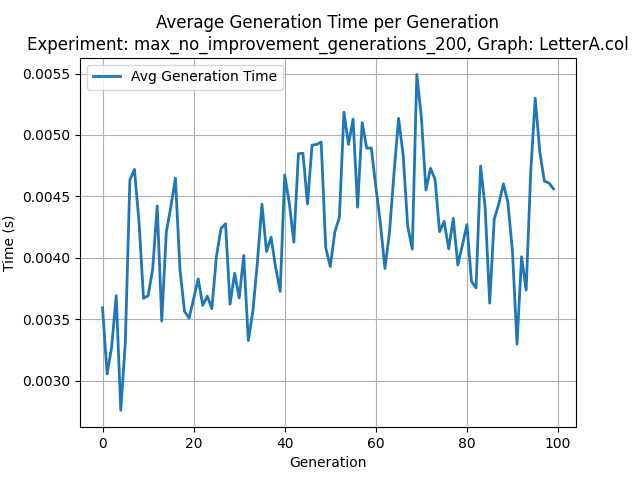 Average Generation Time per Generation
Experiment: max_no_improvement_generations_200, Graph: LetterA.col
Avg Generation Time
0.0055
0.0050
0.0045
0.0040
0.0035
0.0030
Time (s)
0 20 40 60 80 100
Generation